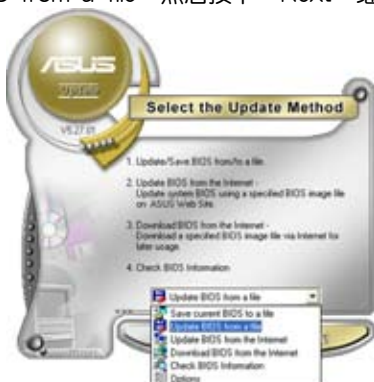 from a file 然后按下 Next
ASUS
Update
V5.27.01
Select the Update Method
1. Update/Save BIOS from/to a file
2. Update BIOS from the Internet -
Update system BIOS using a specified BIOS image file
on ASUS Web Site.
3. Download BIOS from the Internet -
Download a specified BIOS image file via Internet for
later usage.
4. Check BIOS Information
Update BIOS from a file
Save current BIOS to a file
Update BIOS from a file
Update BIOS from the Internet
Download BIOS from the Internet
Check BIOS Information
Options